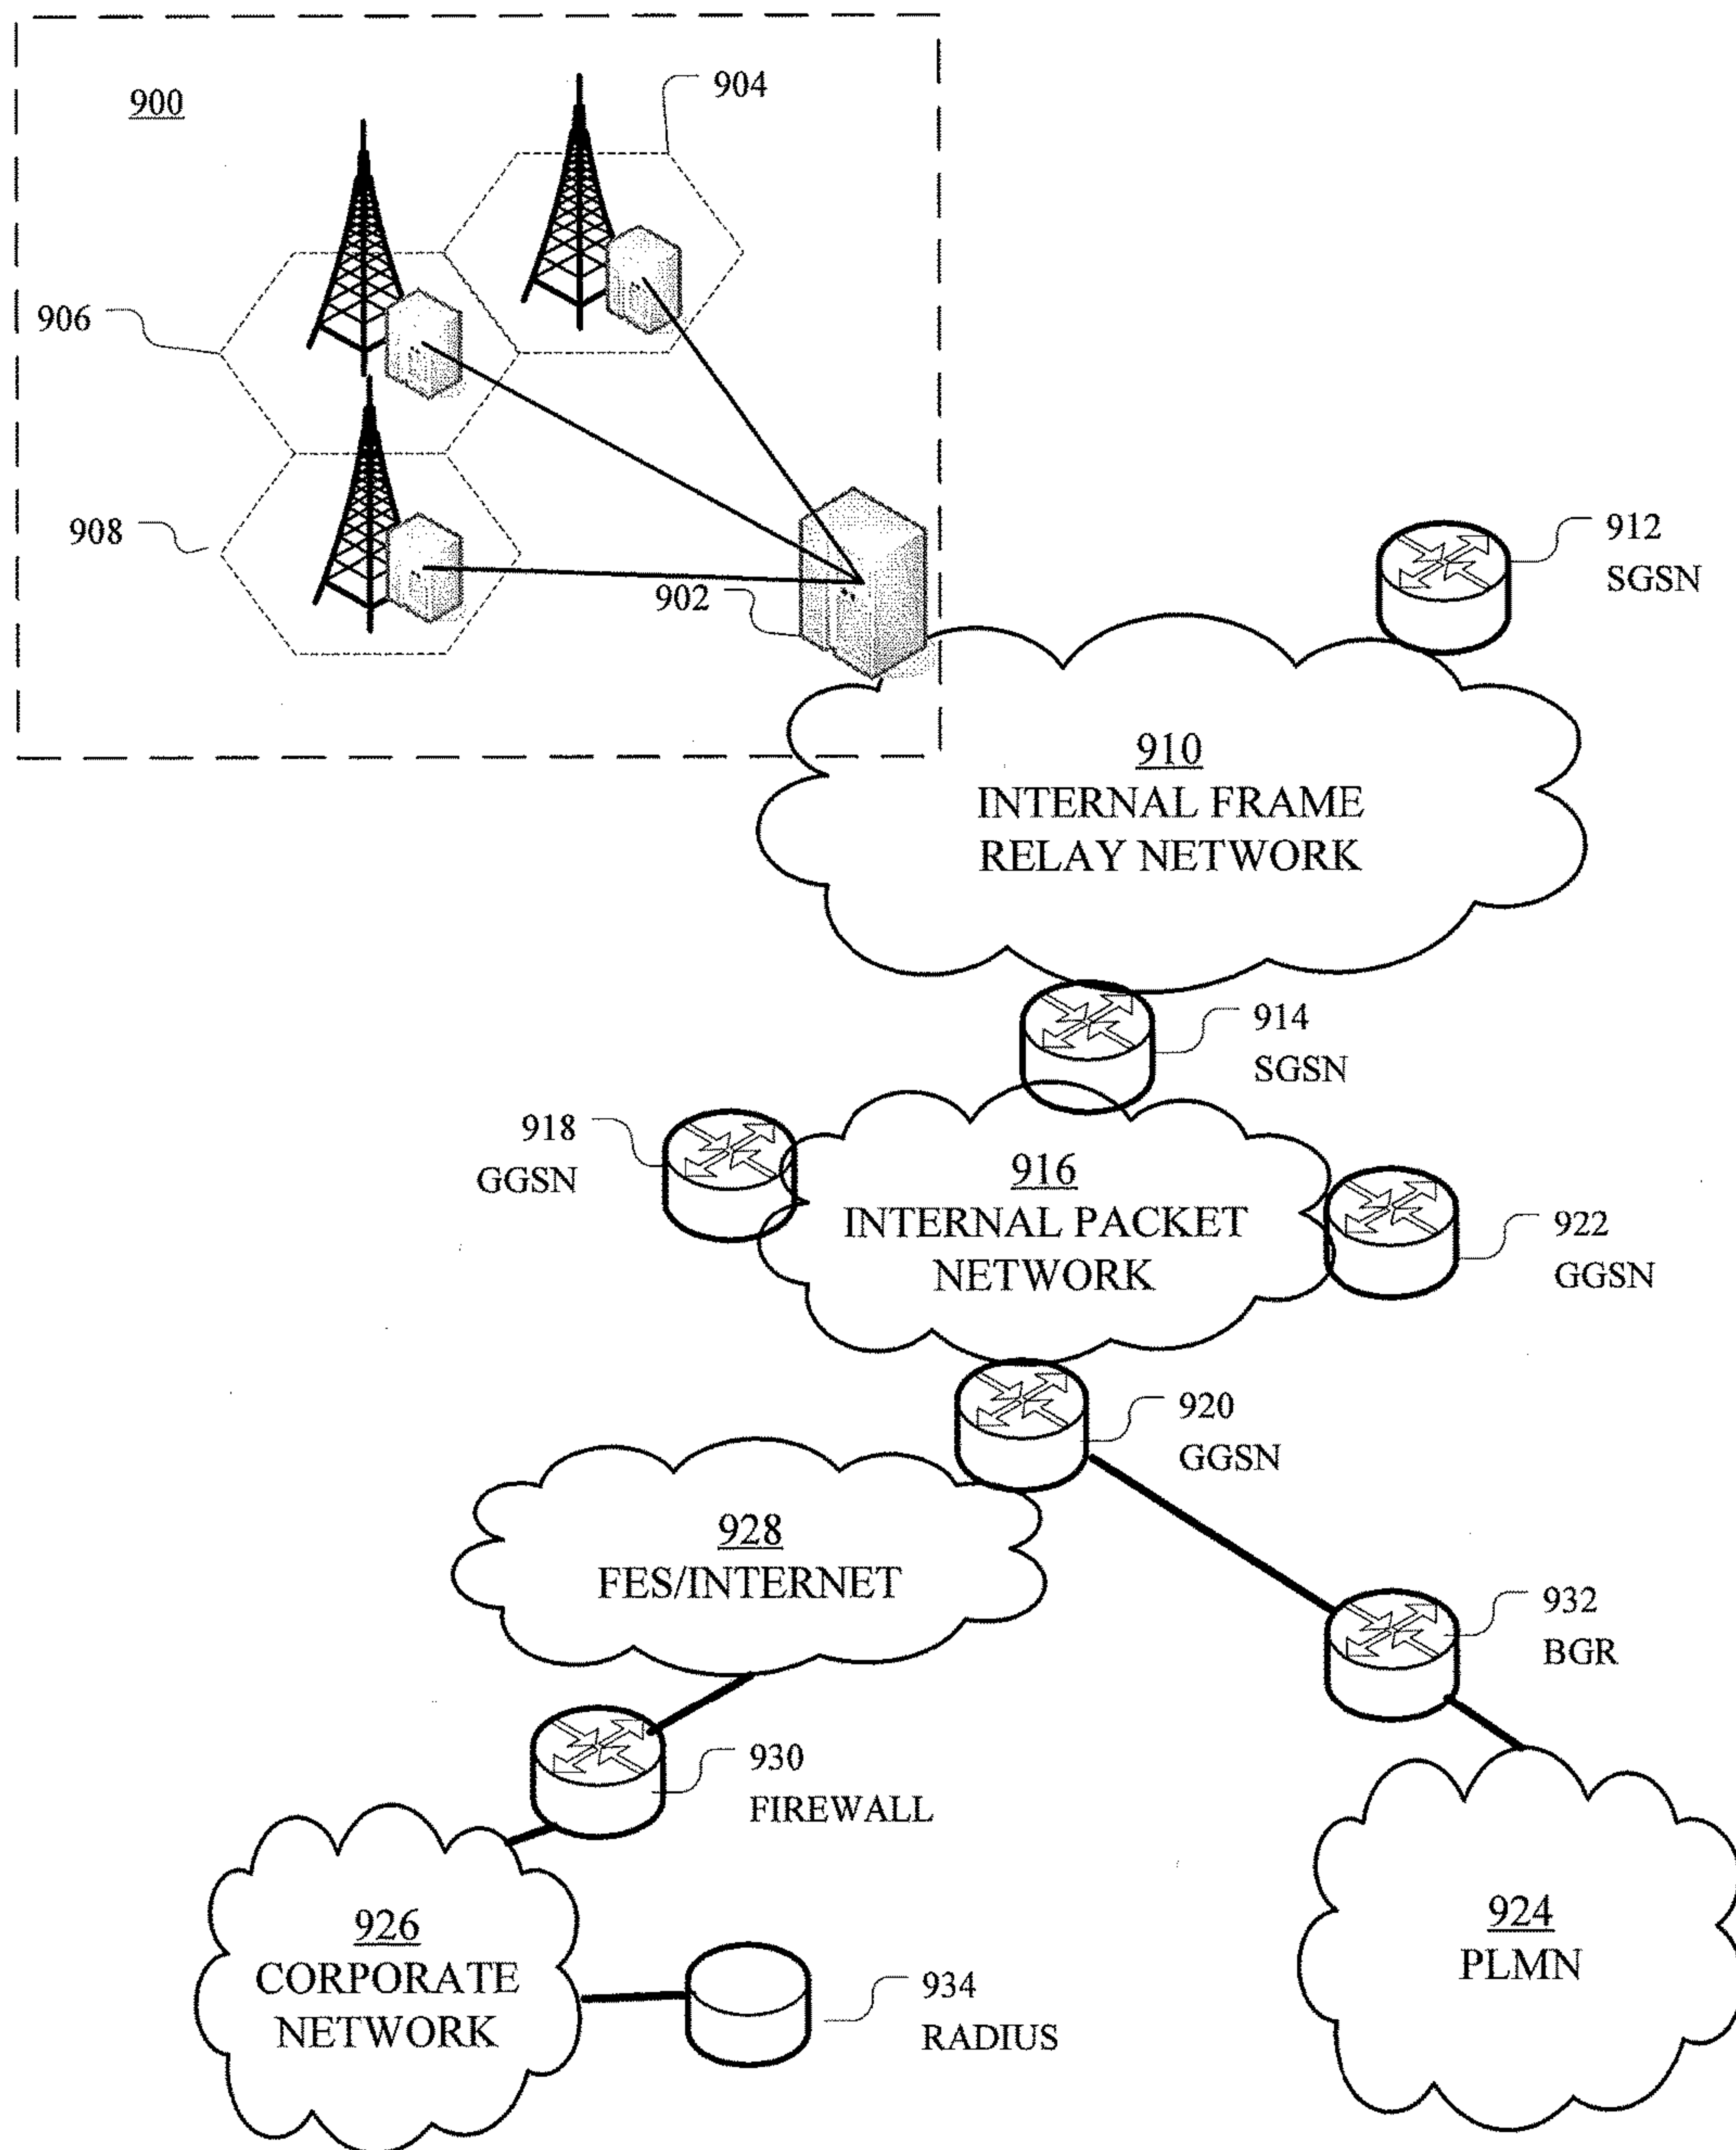 900
904
906
908
902
912
SGSN
910
INTERNAL FRAME
RELAY NETWORK
914
SGSN
918
GGSN
916
INTERNAL PACKET
NETWORK
922
GGSN
920
GGSN
928
FES/INTERNET
932
BGR
930
FIREWALL
926
CORPORATE
NETWORK
924
PLMN
934
RADIUS